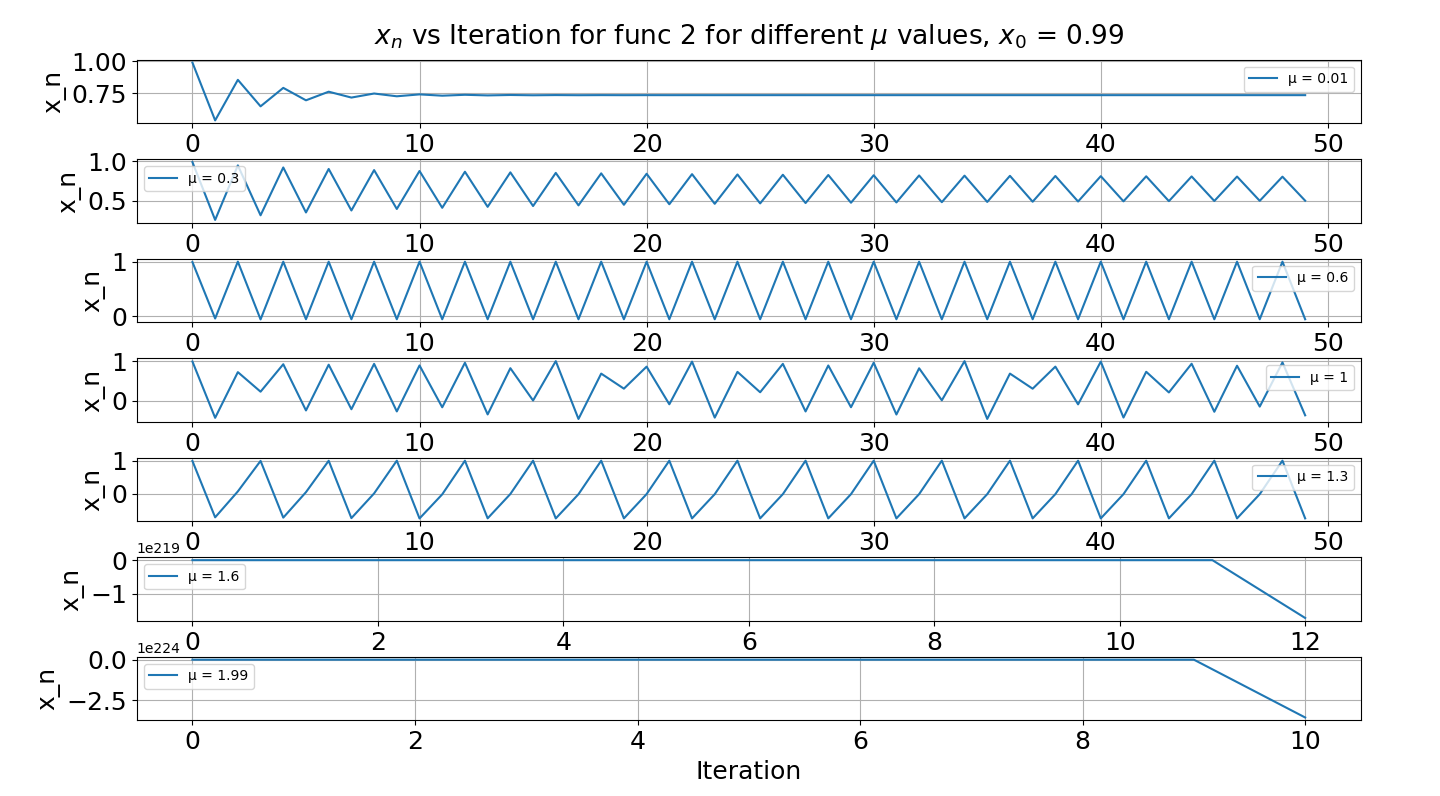 x_n vs Iteration for func 2 for different μ values, x_0 = 0.99
1.00
0.75
x_n
μ = 0.01
0 10 20 30 40 50
1.0
0.5
x_n
μ = 0.3
0 10 20 30 40 50
1
0
x_n
μ = 0.6
0 10 20 30 40 50
1
0
x_n
μ = 1
0 10 20 30 40 50
1
0
x_n
μ = 1.3
0 10 20 30 40 50
1e219
0
−1
x_n
μ = 1.6
0 2 4 6 8 10 12
1e224
0.0
−2.5
x_n
μ = 1.99
0 2 4 6 8 10
Iteration